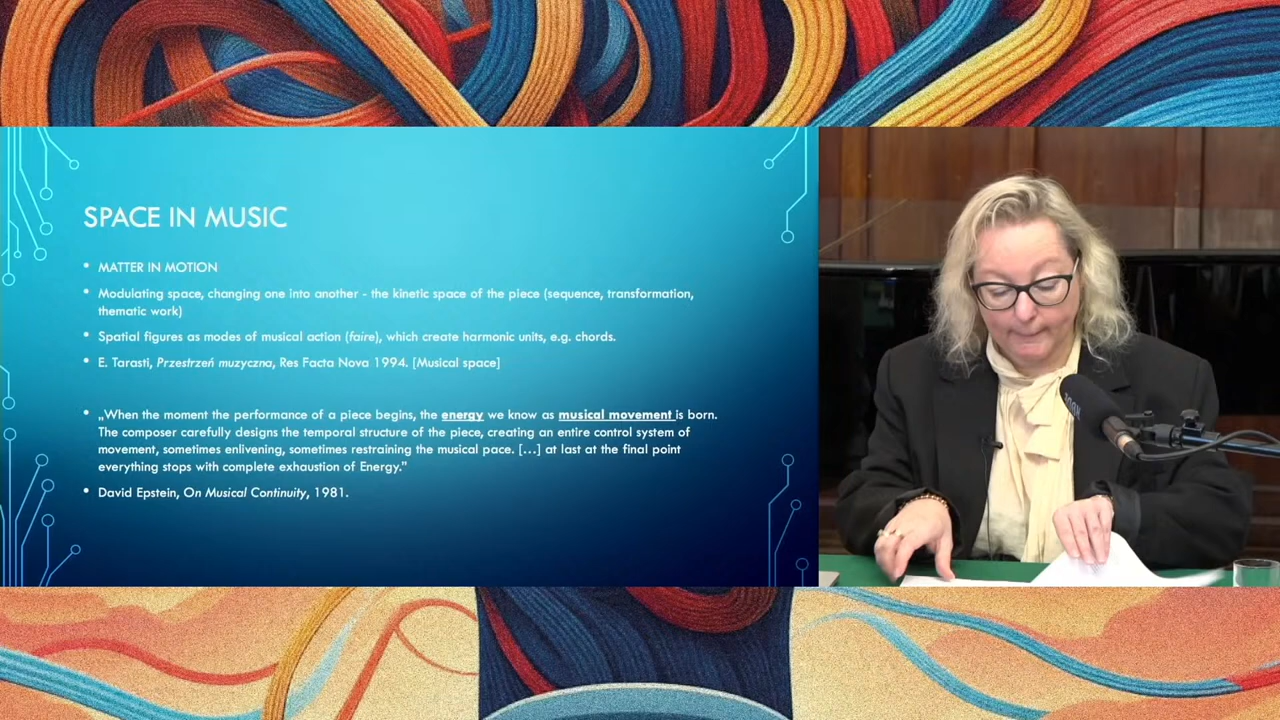 SPACE IN MUSIC
• MATTER IN MOTION
• Modulating space, changing one into another - the kinetic space of the piece (sequence, transformation,
thematic work)
• Spatial figures as modes of musical action (faire), which create harmonic units, e.g. chords.
• E. Tarasti, Przestrzeń muzyczna, Res Facta Nova 1994. [Musical space]
• „When the moment the performance of a piece begins, the energy we know as musical movement is born.
The composer carefully designs the temporal structure of the piece, creating an entire control system of
movement, sometimes enlivening, sometimes restraining the musical pace. […] at last at the final point
everything stops with complete exhaustion of Energy.”
• David Epstein, On Musical Continuity, 1981.